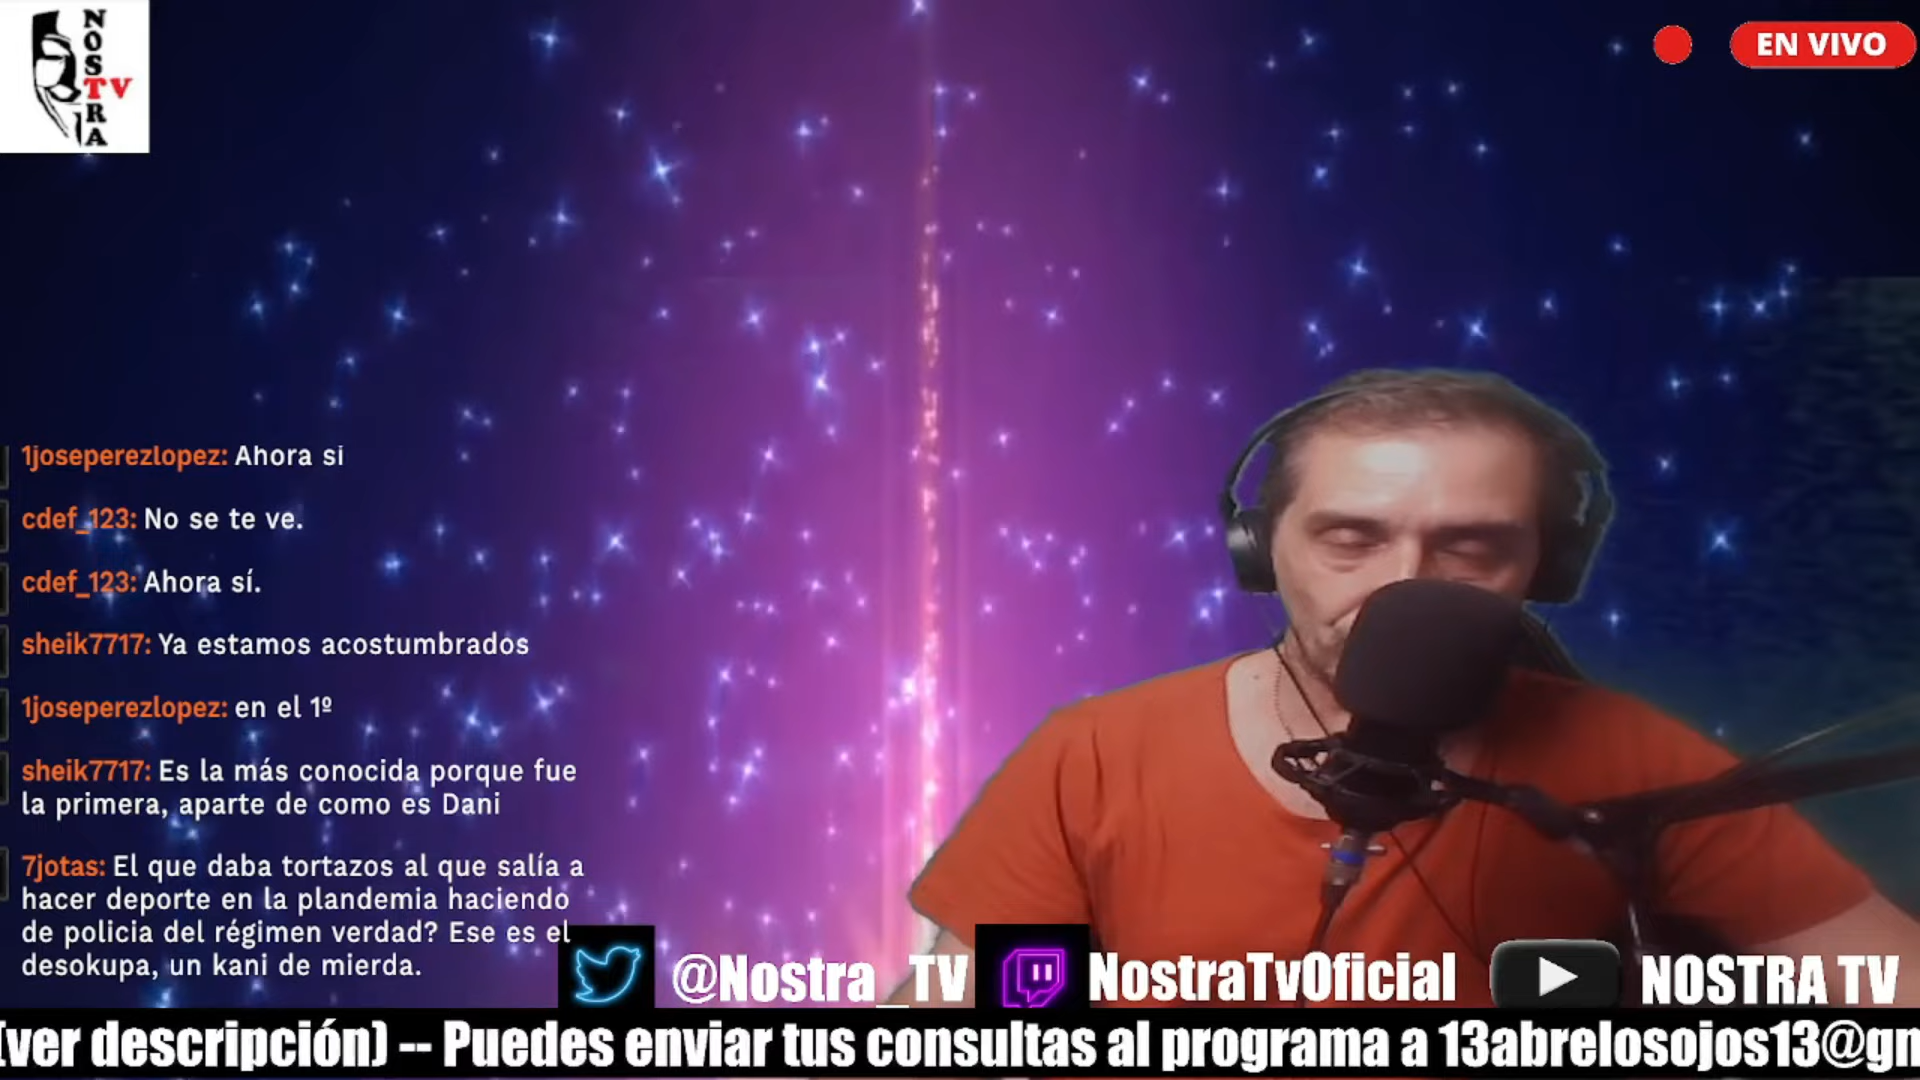 NOSTRA
TV
EN VIVO
1joseperezlopez: Ahora si
cdef_123: No se te ve.
cdef_123: Ahora sí.
sheik7717: Ya estamos acostumbrados
1joseperezlopez: en el 1º
sheik7717: Es la más conocida porque fue
la primera, aparte de como es Dani
7jotas: El que daba tortazos al que salía a
hacer deporte en la plandemia haciendo
de policia del régimen verdad? Ese es el
desokupa, un kani de mierda.
@Nostra_TV
NostraTvOficial
NOSTRA TV
(ver descripción) -- Puedes enviar tus consultas al programa a 13abrelosojos13@gm